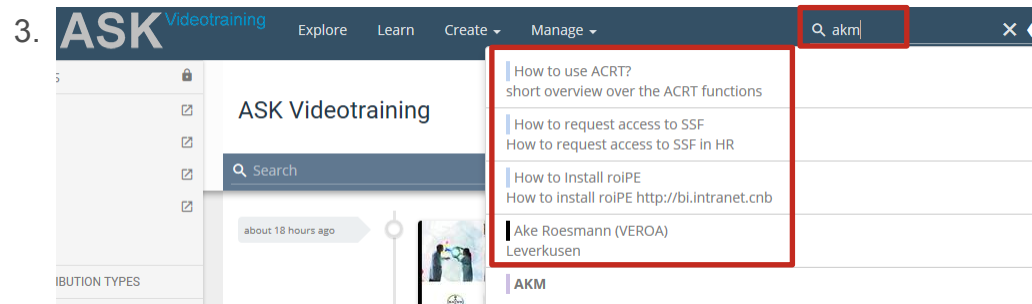 3.
ASK Videotraining
Explore Learn Create Manage
akm
S
How to use ACRT?
short overview over the ACRT functions
ASK Videotraining
How to request access to SSF
How to request access to SSF in HR
Search
How to Install roiPE
How to install roiPE http://bi.intranet.cnb
about 18 hours ago
Ake Roesmann (VEROA)
Leverkusen
IBUTION TYPES
AKM